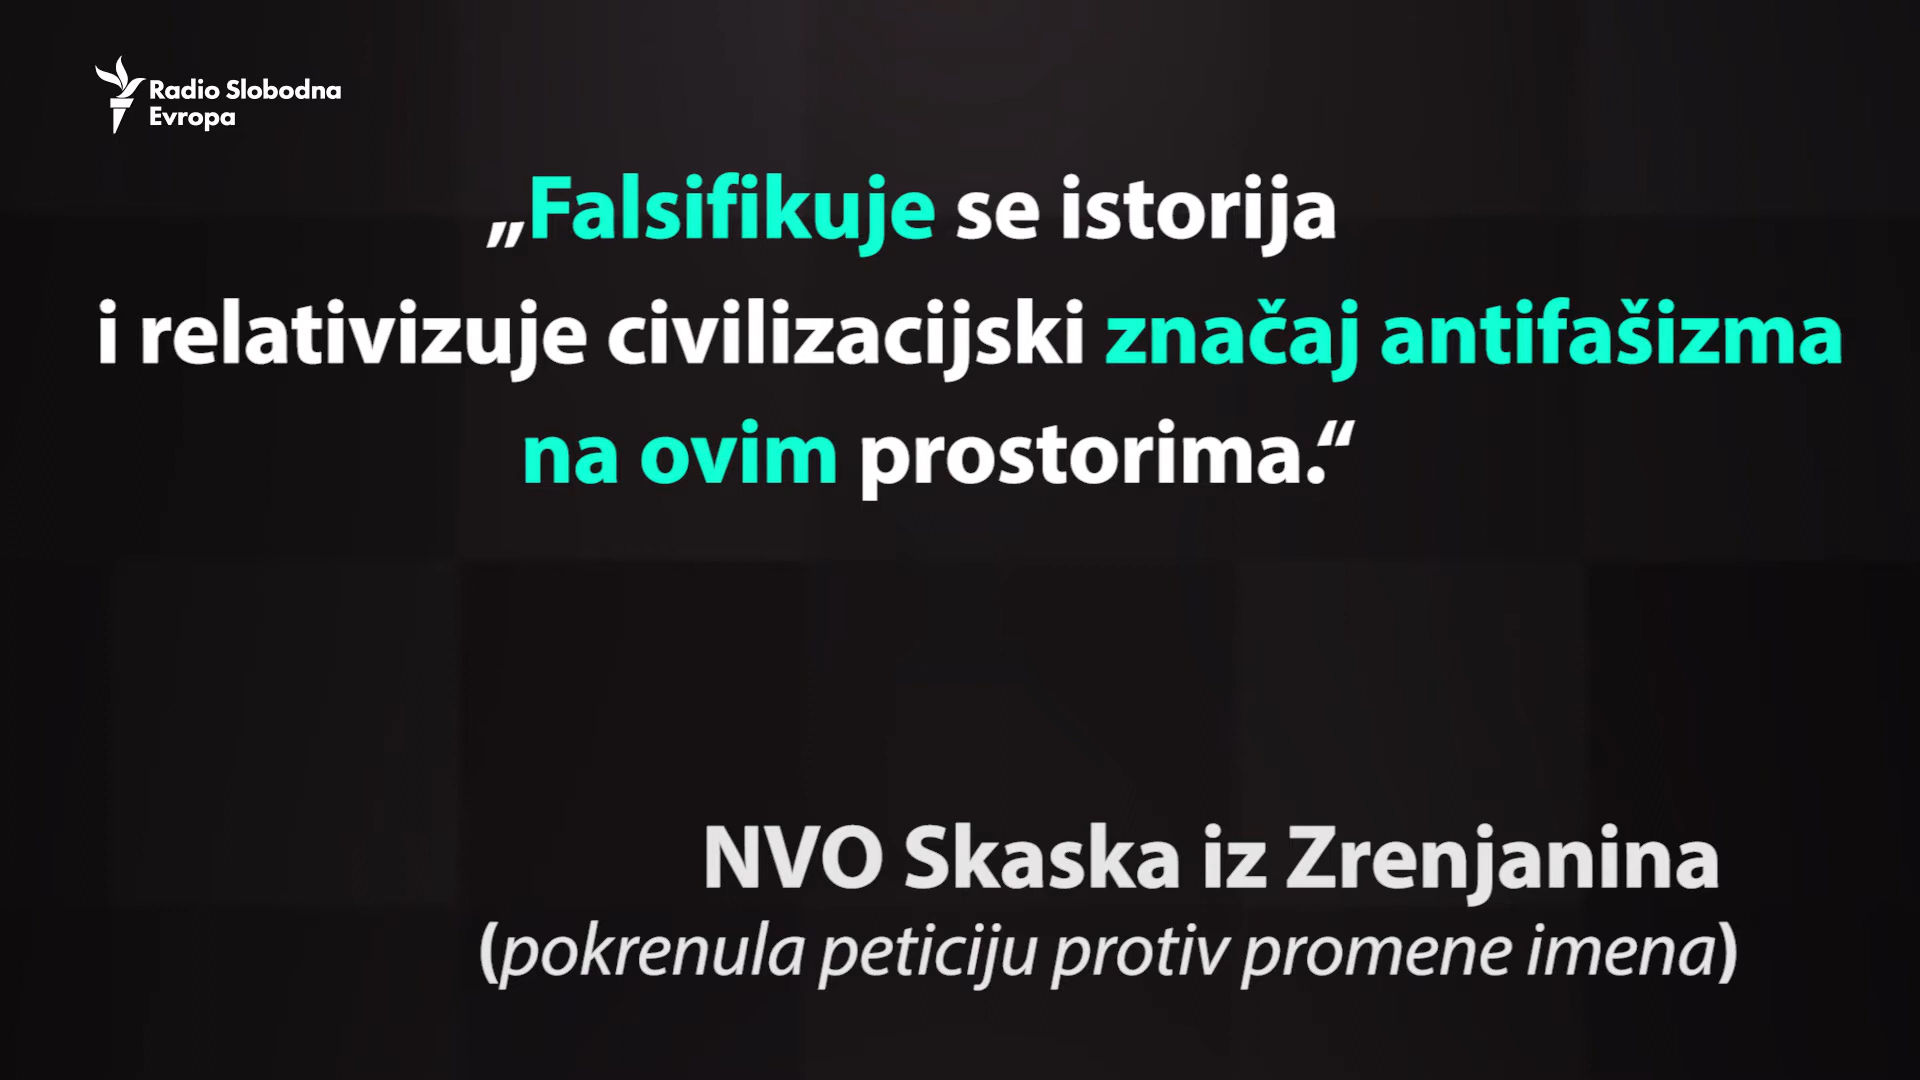 Radio Slobodna
Evropa
„Falsifikuje se istorija
i relativizuje civilizacijski značaj antifašizma
na ovim prostorima.“
NVO Skaska iz Zrenjanina
(pokrenula peticiju protiv promene imena)